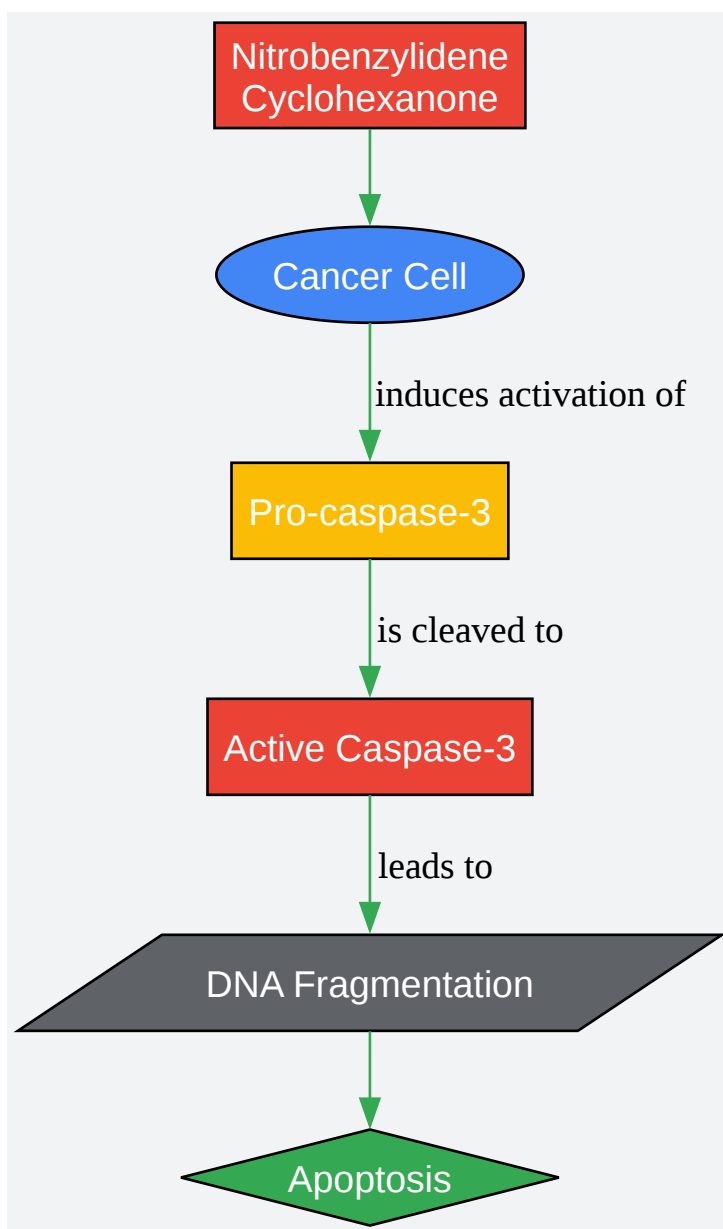 Nitrobenzylidene
Cyclohexanone
Cancer Cell
induces activation of
Pro-caspase-3
is cleaved to
Active Caspase-3
leads to
DNA Fragmentation
Apoptosis